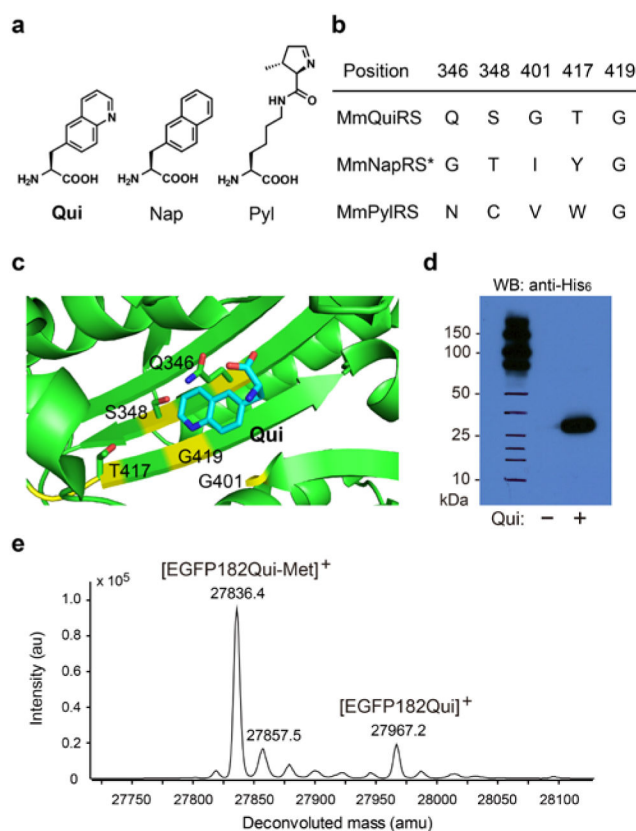 a
H₂N
COOH
Qui
N
H₂N
COOH
Nap
N
NH
O
H₂N
COOH
Pyl
b
Position 346 348 401 417 419
MmQuiRS Q S G T G
MmNapRS* G T I Y G
MmPylRS N C V W G
c
Q346
S348
Qui
T417
G419
G401
d
WB: anti-His₆
150
100
50
25
10
kDa
Qui: − +
e
x 10⁵
[EGFP182Qui-Met]⁺
27836.4
1.0
0.8
0.6
0.4
0.2
0
27857.5
[EGFP182Qui]⁺
27967.2
Intensity (au)
27750 27800 27850 27900 27950 28000 28050 28100
Deconvoluted mass (amu)